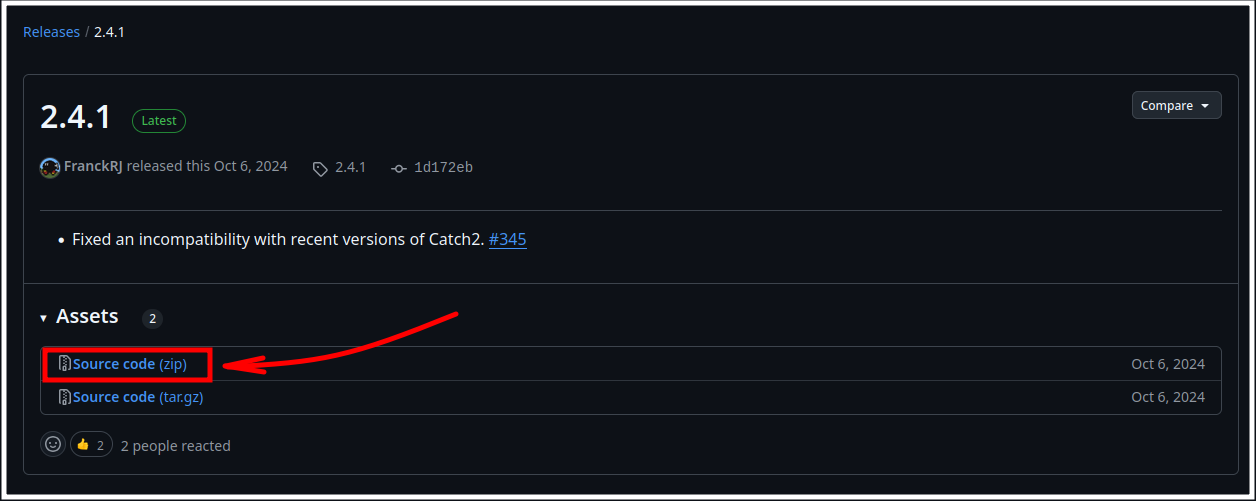 Releases / 2.4.1
2.4.1 Latest
Compare
FranckRJ released this Oct 6, 2024 2.4.1 1d172eb
• Fixed an incompatibility with recent versions of Catch2. #345
Assets 2
Source code (zip) Oct 6, 2024
Source code (tar.gz) Oct 6, 2024
2 2 people reacted